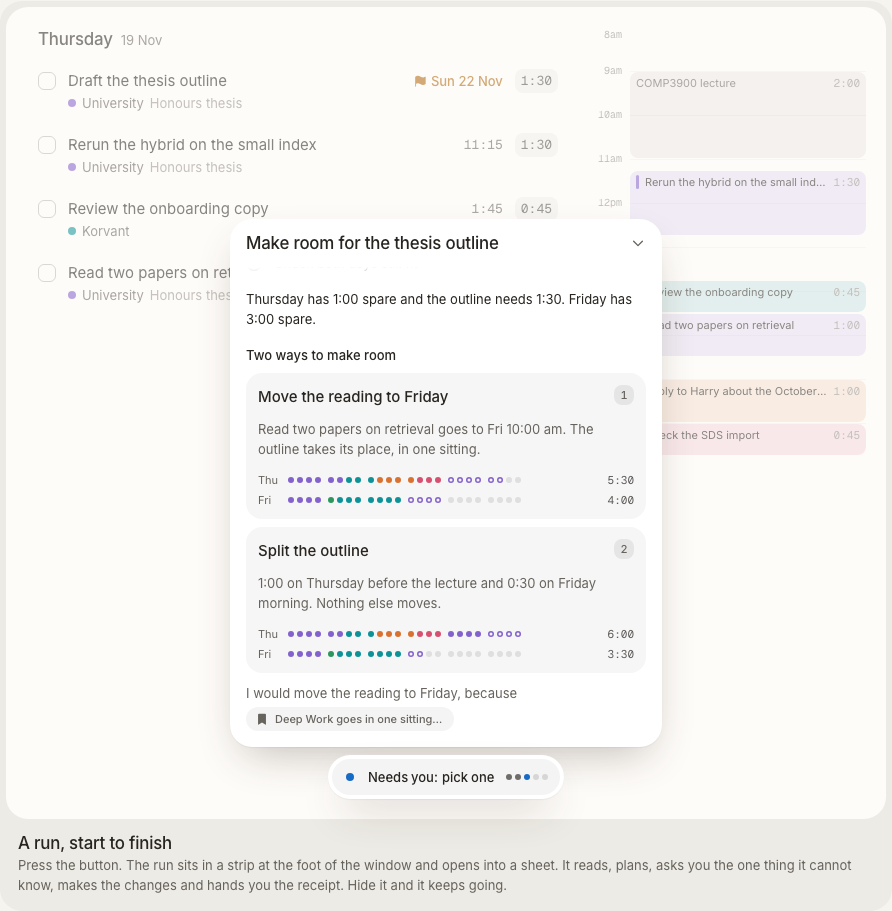 Thursday 19 Nov
Draft the thesis outline Sun 22 Nov 1:30
University Honours thesis
Rerun the hybrid on the small index 11:15 1:30
University Honours thesis
Review the onboarding copy 1:45 0:45
Korvant
Read two papers on
University Honours
8am
9am
COMP3900 lecture 2:00
10am
11am
Rerun the hybrid on the small ind... 1:30
12pm
the onboarding copy 0:45
two papers on retrieval 1:00
to Harry about the October... 1:00
the SDS import 0:45
Make room for the thesis outline
Thursday has 1:00 spare and the outline needs 1:30. Friday has
3:00 spare.
Two ways to make room
Move the reading to Friday 1
Read two papers on retrieval goes to Fri 10:00 am. The
outline takes its place, in one sitting.
Thu 5:30
Fri 4:00
Split the outline 2
1:00 on Thursday before the lecture and 0:30 on Friday
morning. Nothing else moves.
Thu 6:00
Fri 3:30
I would move the reading to Friday, because
Deep Work goes in one sitting...
Needs you: pick one
A run, start to finish
Press the button. The run sits in a strip at the foot of the window and opens into a sheet. It reads, plans, asks you the one thing it cannot
know, makes the changes and hands you the receipt. Hide it and it keeps going.